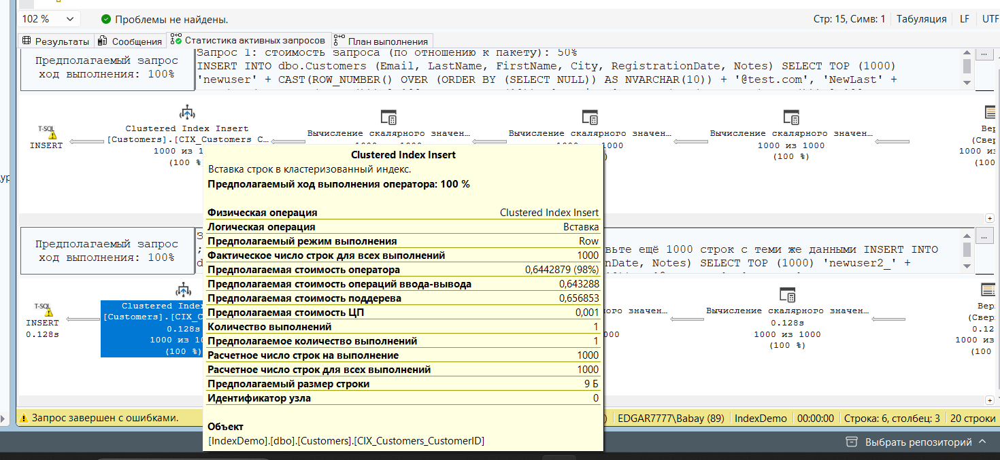 102 %
Проблемы не найдены.
Стр: 15, Симв: 1
Табуляция
LF
UTF
Результаты
Сообщения
Статистика активных запросов
План выполнения
Предполагаемый запрос
ход выполнения: 100%
Запрос 1: стоимость запроса (по отношению к пакету): 50%
INSERT INTO dbo.Customers (Email, LastName, FirstName, City, RegistrationDate, Notes) SELECT TOP (1000)
'newuser' + CAST(ROW_NUMBER() OVER (ORDER BY (SELECT NULL)) AS NVARCHAR(10)) + '@test.com', 'NewLast' +
...
T-SQL
INSERT
Clustered Index Insert
[Customers].[CIX_Customers C…
1000 из 1
(100 %
Вычисление скалярного значен…
Вычисление скалярного значен…
Вычисление скалярного значен…
1000 из 1000
(100 %)
Вер
(Свер
1000 из
(100
Clustered Index Insert
Вставка строк в кластеризованный индекс.
Предполагаемый ход выполнения оператора: 100 %
Физическая операция Clustered Index Insert
Логическая операция Вставка
Предполагаемый режим выполнения Row
Фактическое число строк для всех выполнений 1000
Предполагаемая стоимость оператора 0,6442879 (98%)
Предполагаемая стоимость операций ввода-вывода 0,643288
Предполагаемая стоимость поддерева 0,656853
Предполагаемая стоимость ЦП 0,001
Количество выполнений 1
Предполагаемое количество выполнений 1
Расчетное число строк на выполнение 1000
Расчетное число строк для всех выполнений 1000
Предполагаемый размер строки 9 Б
Идентификатор узла 0
Объект
[IndexDemo].[dbo].[Customers].[CIX_Customers_CustomerID]
Предполагаемый запрос
ход выполнения: 100%
вьте ещё 1000 строк с теми же данными INSERT INTO
nDate, Notes) SELECT TOP (1000) 'newuser2_' +
...
T-SQL
INSERT
0.128s
Clustered Index
[Customers].[CIX_C
0.128s
1000 из 10
(100 %)
ного значен…
000
Вычисление скалярного значен…
0.128s
1000 из 1000
(100 %)
Вер
(Свер
0.12
1000 из
(100
Запрос завершен с ошибками.
EDGAR7777\Babay (89)
IndexDemo
00:00:00
Строка: 6, столбец: 3
20 строки
Выбрать репозиторий